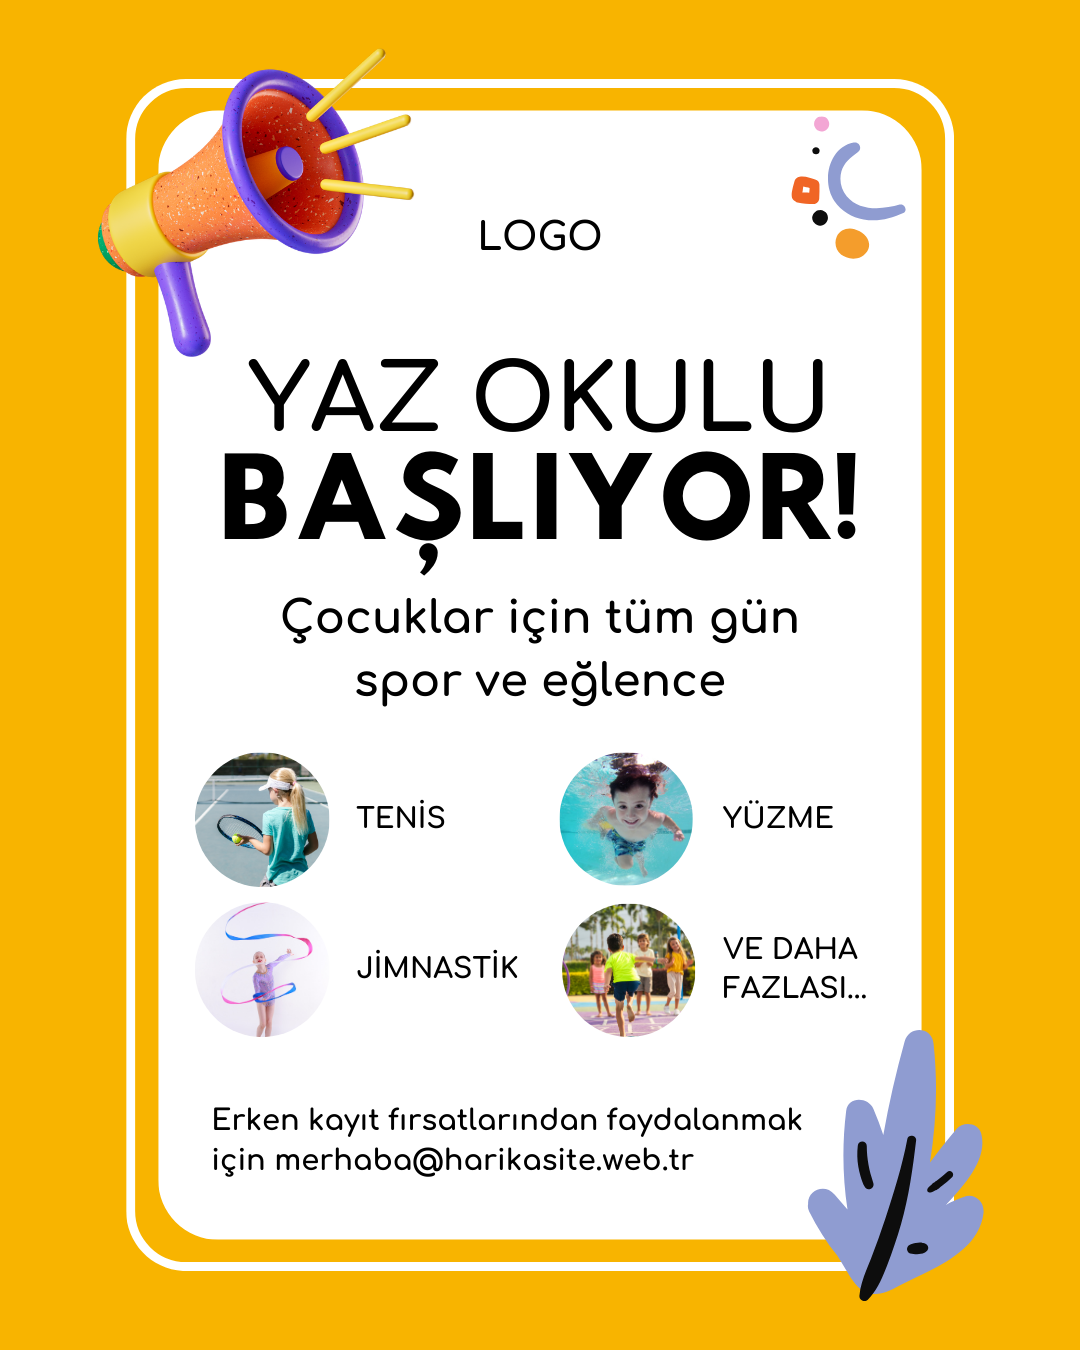 LOGO
YAZ OKULU
BAŞLIYOR!
Çocuklar için tüm gün
spor ve eğlence
TENİS
YÜZME
JİMNASTİK
VE DAHA
FAZLASI...
Erken kayıt fırsatlarından faydalanmak
için merhaba@harikasite.web.tr